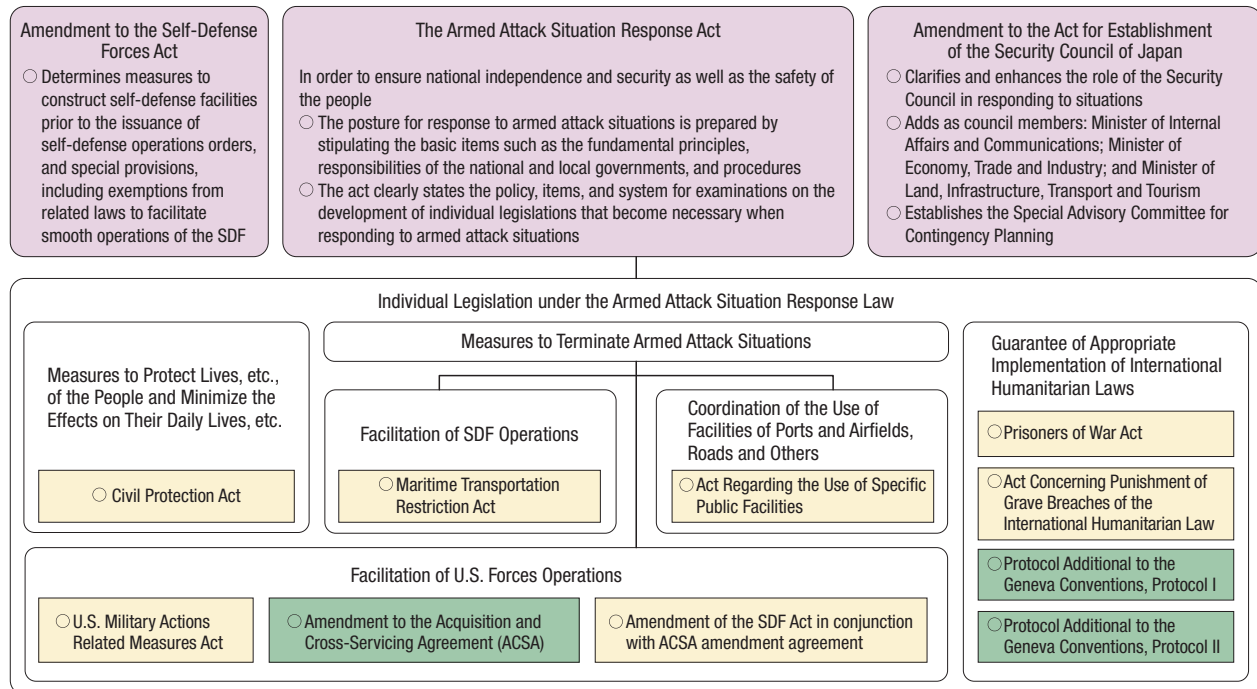 Amendment to the Self-Defense
Forces Act
○ Determines measures to
construct self-defense facilities
prior to the issuance of
self-defense operations orders,
and special provisions,
including exemptions from
related laws to facilitate
smooth operations of the SDF
The Armed Attack Situation Response Act
In order to ensure national independence and security as well as the safety of
the people
○ The posture for response to armed attack situations is prepared by
stipulating the basic items such as the fundamental principles,
responsibilities of the national and local governments, and procedures
○ The act clearly states the policy, items, and system for examinations on the
development of individual legislations that become necessary when
responding to armed attack situations
Amendment to the Act for Establishment
of the Security Council of Japan
○ Clarifies and enhances the role of the Security
Council in responding to situations
○ Adds as council members: Minister of Internal
Affairs and Communications; Minister of
Economy, Trade and Industry; and Minister of
Land, Infrastructure, Transport and Tourism
○ Establishes the Special Advisory Committee for
Contingency Planning
Individual Legislation under the Armed Attack Situation Response Law
Measures to Protect Lives, etc.,
of the People and Minimize the
Effects on Their Daily Lives, etc.
○ Civil Protection Act
Measures to Terminate Armed Attack Situations
Facilitation of SDF Operations
○ Maritime Transportation
Restriction Act
Coordination of the Use of
Facilities of Ports and Airfields,
Roads and Others
○ Act Regarding the Use of Specific
Public Facilities
Facilitation of U.S. Forces Operations
○ U.S. Military Actions
Related Measures Act
○ Amendment to the Acquisition and
Cross-Servicing Agreement (ACSA)
○ Amendment of the SDF Act in conjunction
with ACSA amendment agreement
Guarantee of Appropriate
Implementation of International
Humanitarian Laws
○ Prisoners of War Act
○ Act Concerning Punishment of
Grave Breaches of the
International Humanitarian Law
○ Protocol Additional to the
Geneva Conventions, Protocol I
○ Protocol Additional to the
Geneva Conventions, Protocol II